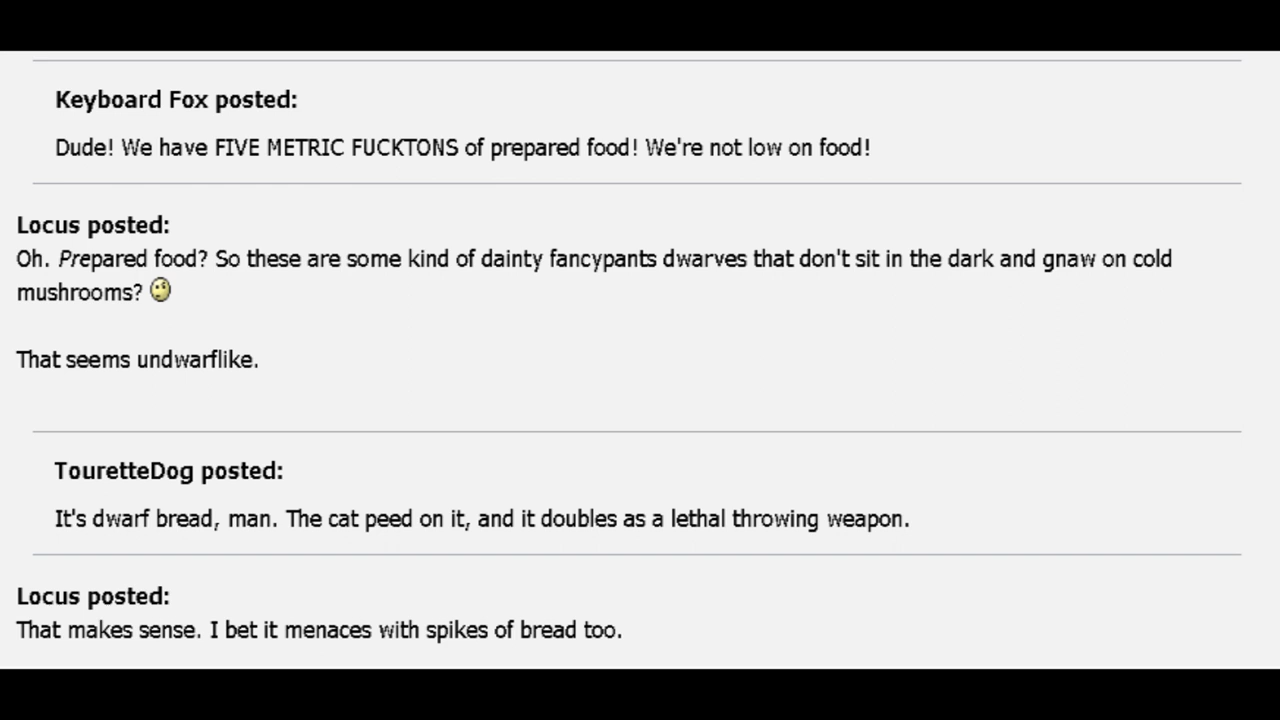 Keyboard Fox posted:
Dude! We have FIVE METRIC FUCKTONS of prepared food! We're not low on food!
Locus posted:
Oh. Prepared food? So these are some kind of dainty fancypants dwarves that don't sit in the dark and gnaw on cold
mushrooms?
That seems undwarflike.
TouretteDog posted:
It's dwarf bread, man. The cat peed on it, and it doubles as a lethal throwing weapon.
Locus posted:
That makes sense. I bet it menaces with spikes of bread too.